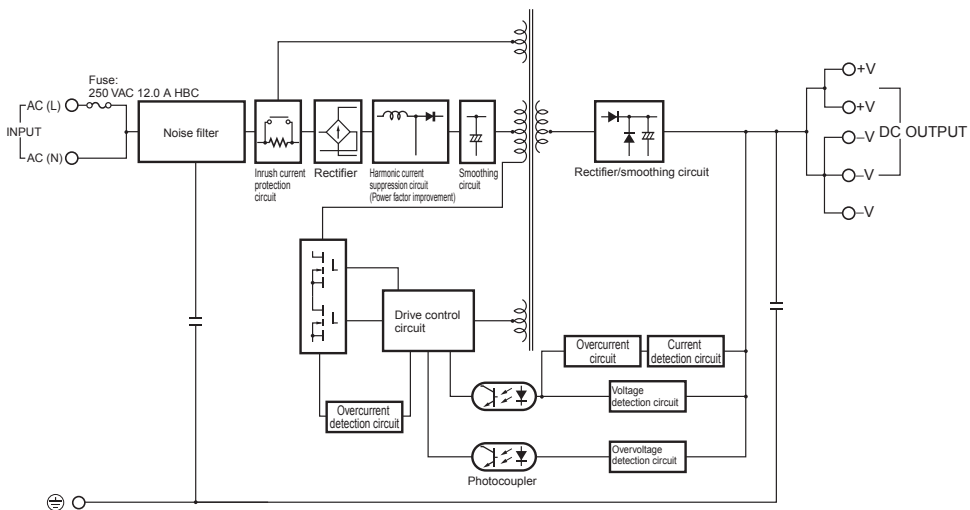 Fuse:
250 VAC 12.0 A HBC
AC (L)
INPUT
AC (N)
Noise filter
Inrush current
protection
circuit
Rectifier
Harmonic current
suppression circuit
(Power factor improvement)
Smoothing
circuit
Rectifier/smoothing circuit
+V
+V
–V
DC OUTPUT
–V
–V
Drive control
circuit
Overcurrent
detection circuit
Overcurrent
circuit
Current
detection circuit
Voltage
detection circuit
Overvoltage
detection circuit
Photocoupler